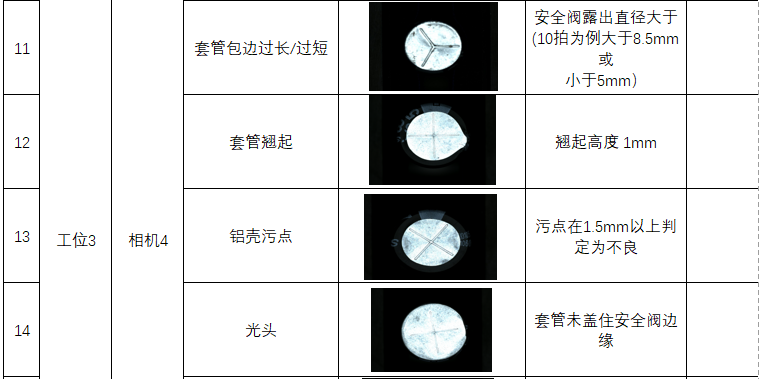 11
套管包边过长/过短
安全阀露出直径大于
(10拍为例大于8.5mm
或
小于5mm）
12
套管翘起
翘起高度 1mm
工位3
相机4
13
铝壳污点
污点在1.5mm以上判
定为不良
14
光头
套管未盖住安全阀边
缘